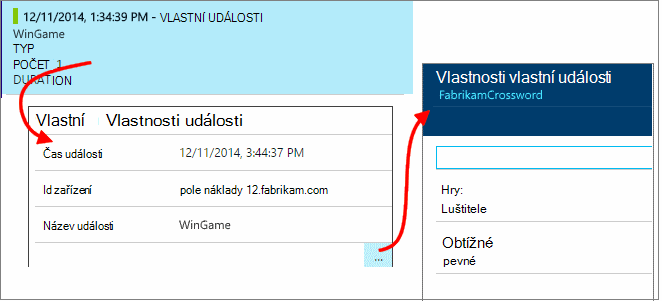 12/11/2014, 1:34:39 PM - VLASTNÍ UDÁLOSTI
WinGame
TYP
POČET 1
DURATION
Vlastní Vlastnosti události
Čas události 12/11/2014, 3:44:37 PM
Id zařízení pole náklady 12.fabrikam.com
Název události WinGame
...
Vlastnosti vlastní události
FabrikamCrossword
Hry:
Luštitele
Obtížné
pevné